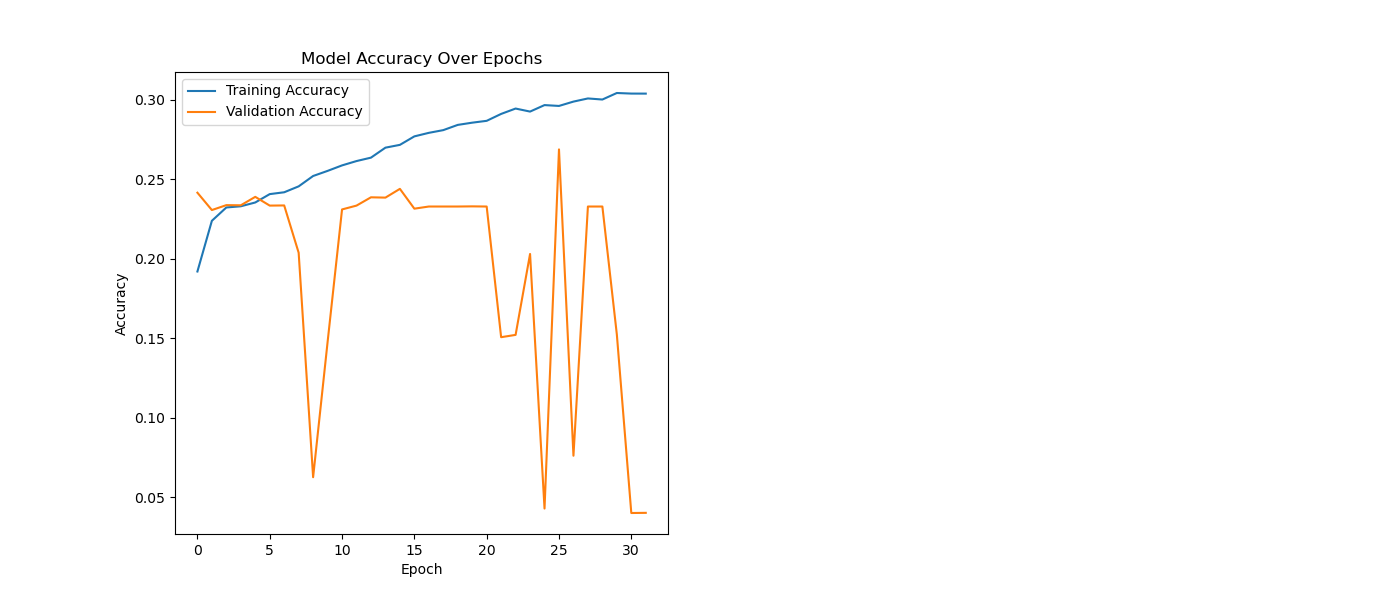 Model Accuracy Over Epochs
Training Accuracy
Validation Accuracy
0.30
0.25
0.20
0.15
0.10
0.05
Accuracy
0 5 10 15 20 25 30
Epoch